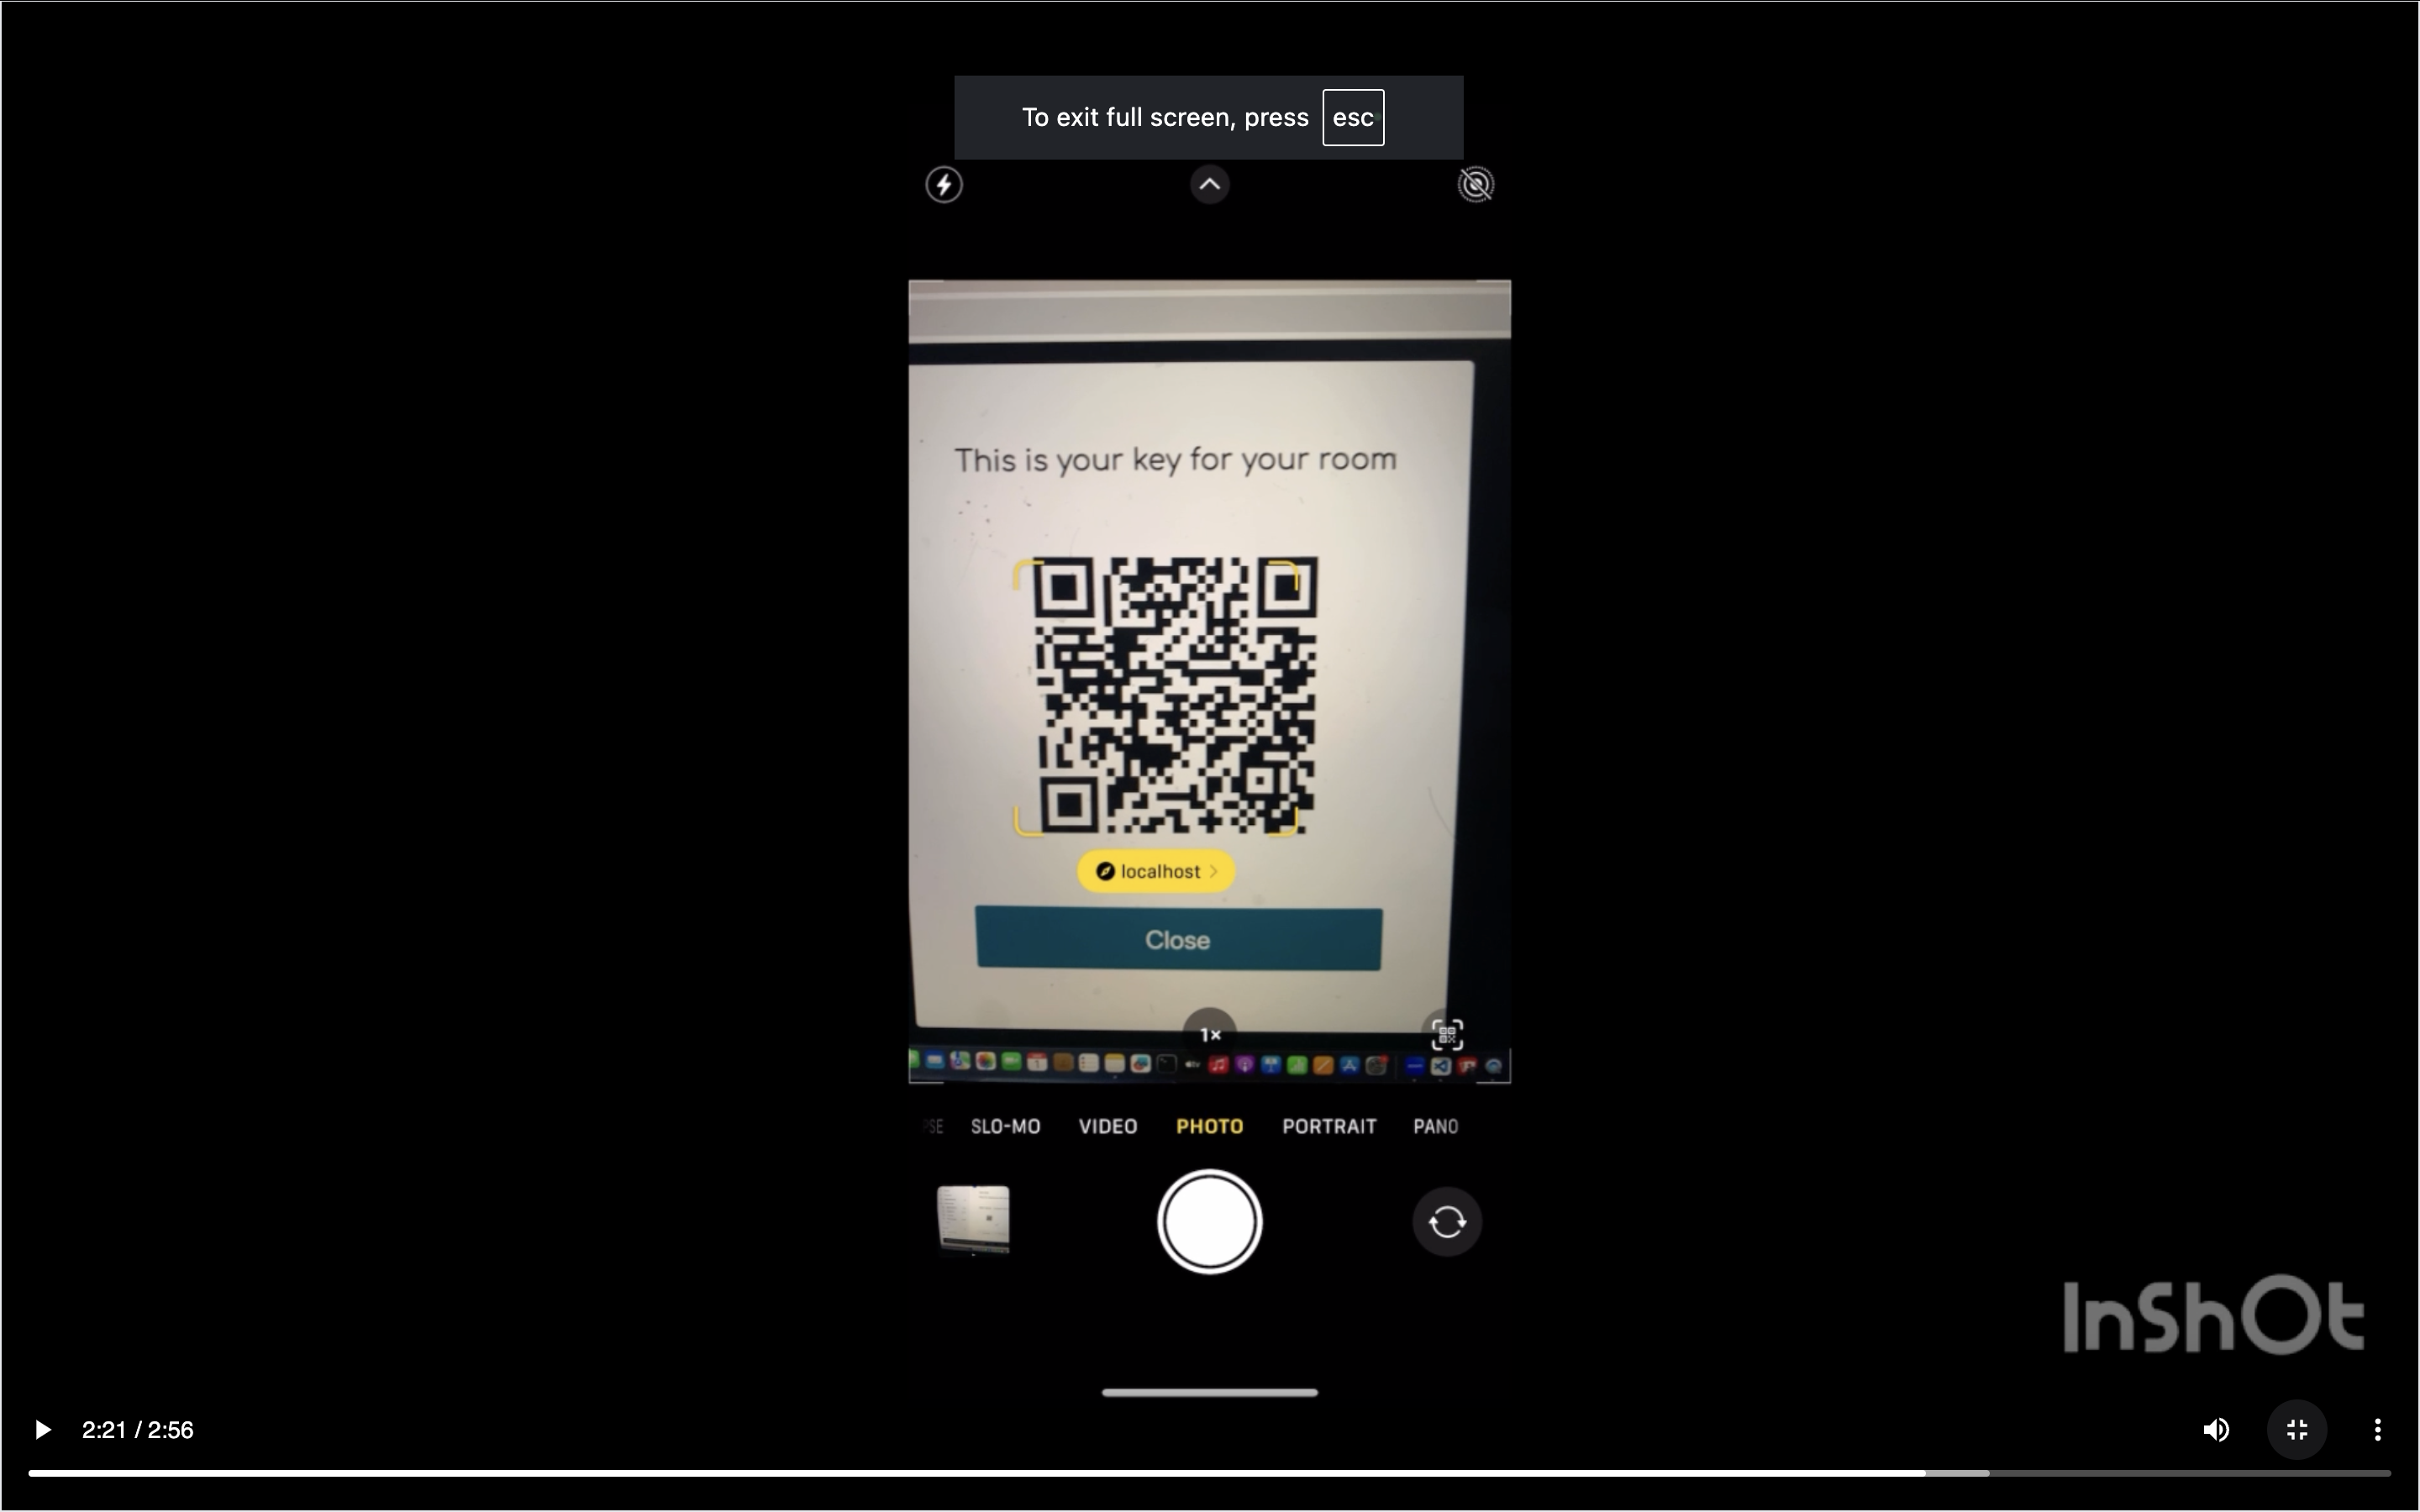 To exit full screen, press esc
This is your key for your room
localhost
Close
1×
SLO-MO VIDEO PHOTO PORTRAIT PANO
InShOt
2:21 / 2:56